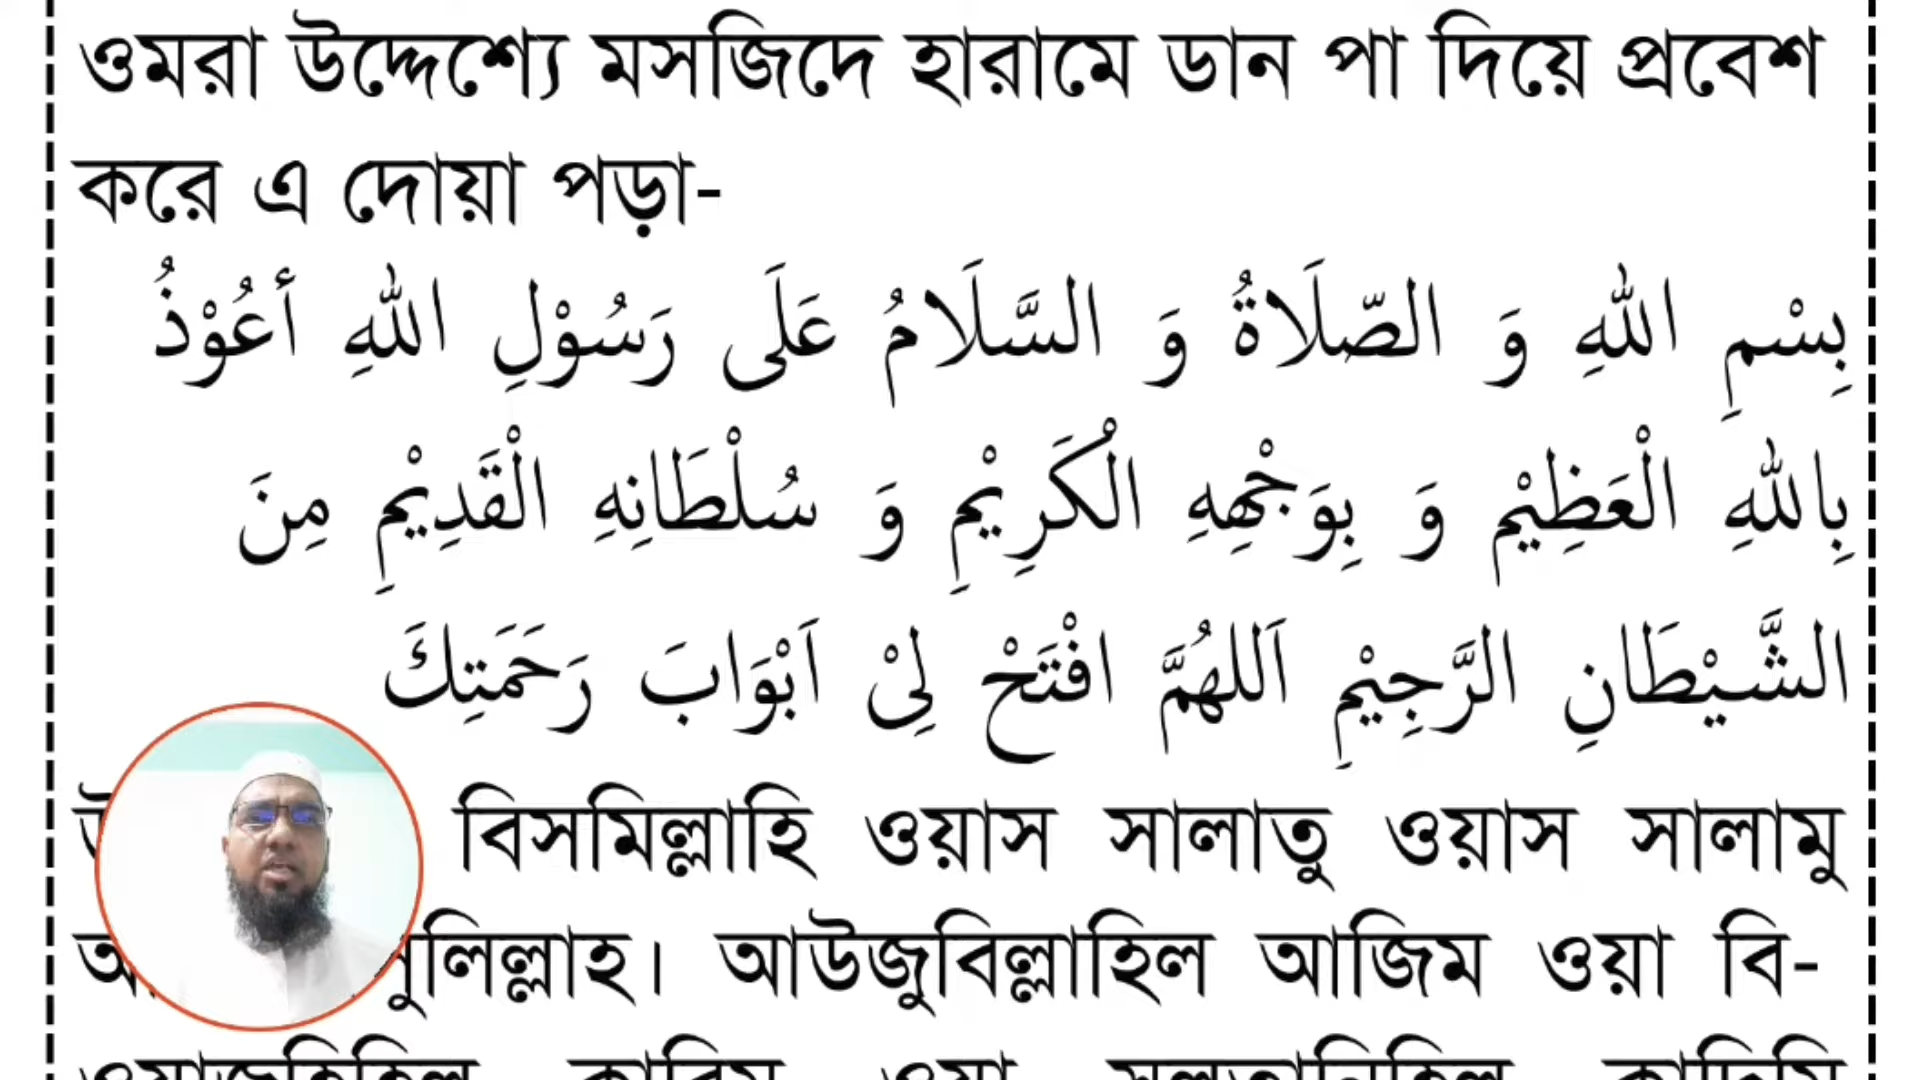 ওমরা উদ্দেশ্যে মসজিদে হারামে ডান পা দিয়ে প্রবেশ
করে এ দোয়া পড়া-
بِسْمِ اللهِ وَ الصّلَاةُ وَ السَّلَامُ عَلَى رَسُوْلِ اللهِ أعُوْذُ
بِاللهِ الْعَظِيْمِ وَ بِوَجْهِهِ الْكَرِيْمِ وَ سُلْطَانِهِ الْقَدِيْمِ مِنَ
الشَّيْطَانِ الرَّجِيْمِ اَللهُمَّ افْتَحْ لِىْ اَبْوَابَ رَحَمَتِكَ
বিসমিল্লাহি ওয়াস সালাতু ওয়াস সালামু
আউজুবিল্লাহিল আজিম ওয়া বি-